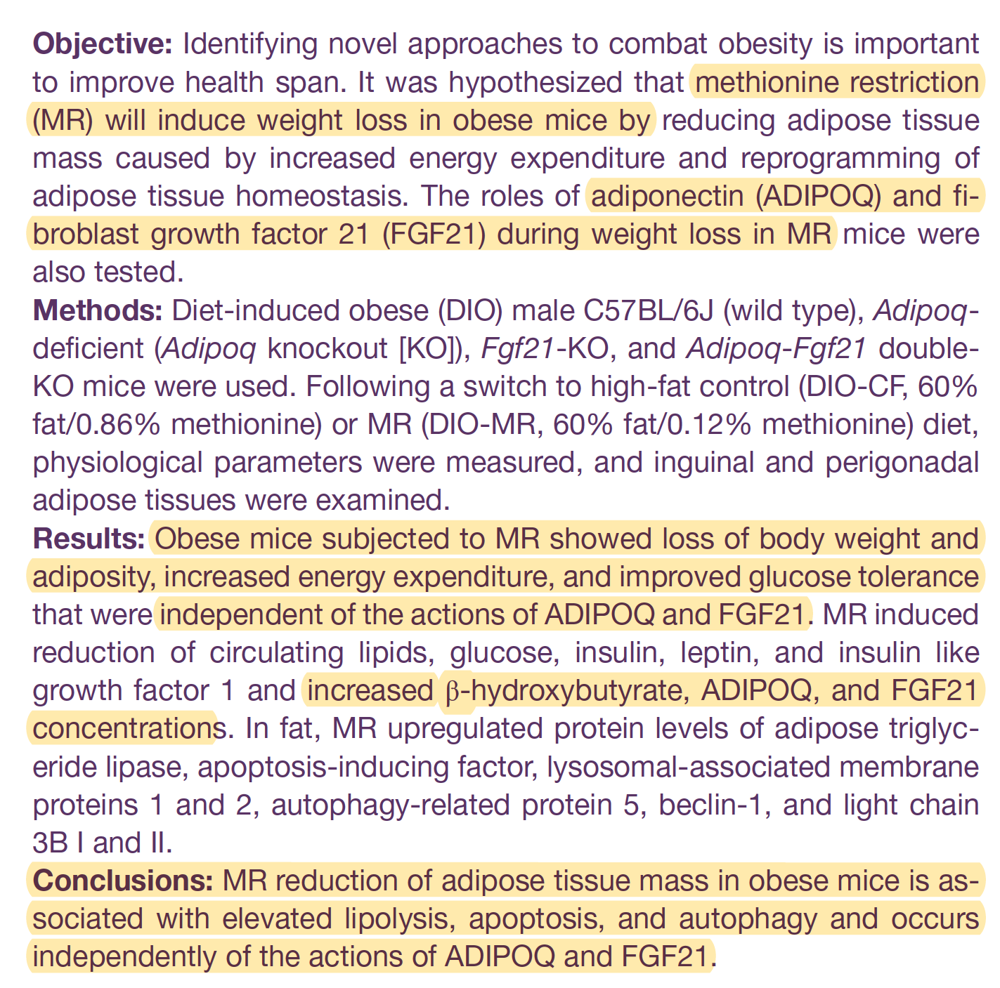 Objective: Identifying novel approaches to combat obesity is important
to improve health span. It was hypothesized that methionine restriction
(MR) will induce weight loss in obese mice by reducing adipose tissue
mass caused by increased energy expenditure and reprogramming of
adipose tissue homeostasis. The roles of adiponectin (ADIPOQ) and fi-
broblast growth factor 21 (FGF21) during weight loss in MR mice were
also tested.
Methods: Diet-induced obese (DIO) male C57BL/6J (wild type), Adipoq-
deficient (Adipoq knockout [KO]), Fgf21-KO, and Adipoq-Fgf21 double-
KO mice were used. Following a switch to high-fat control (DIO-CF, 60%
fat/0.86% methionine) or MR (DIO-MR, 60% fat/0.12% methionine) diet,
physiological parameters were measured, and inguinal and perigonadal
adipose tissues were examined.
Results: Obese mice subjected to MR showed loss of body weight and
adiposity, increased energy expenditure, and improved glucose tolerance
that were independent of the actions of ADIPOQ and FGF21. MR induced
reduction of circulating lipids, glucose, insulin, leptin, and insulin like
growth factor 1 and increased β-hydroxybutyrate, ADIPOQ, and FGF21
concentrations. In fat, MR upregulated protein levels of adipose triglyc-
eride lipase, apoptosis-inducing factor, lysosomal-associated membrane
proteins 1 and 2, autophagy-related protein 5, beclin-1, and light chain
3B I and II.
Conclusions: MR reduction of adipose tissue mass in obese mice is as-
sociated with elevated lipolysis, apoptosis, and autophagy and occurs
independently of the actions of ADIPOQ and FGF21.